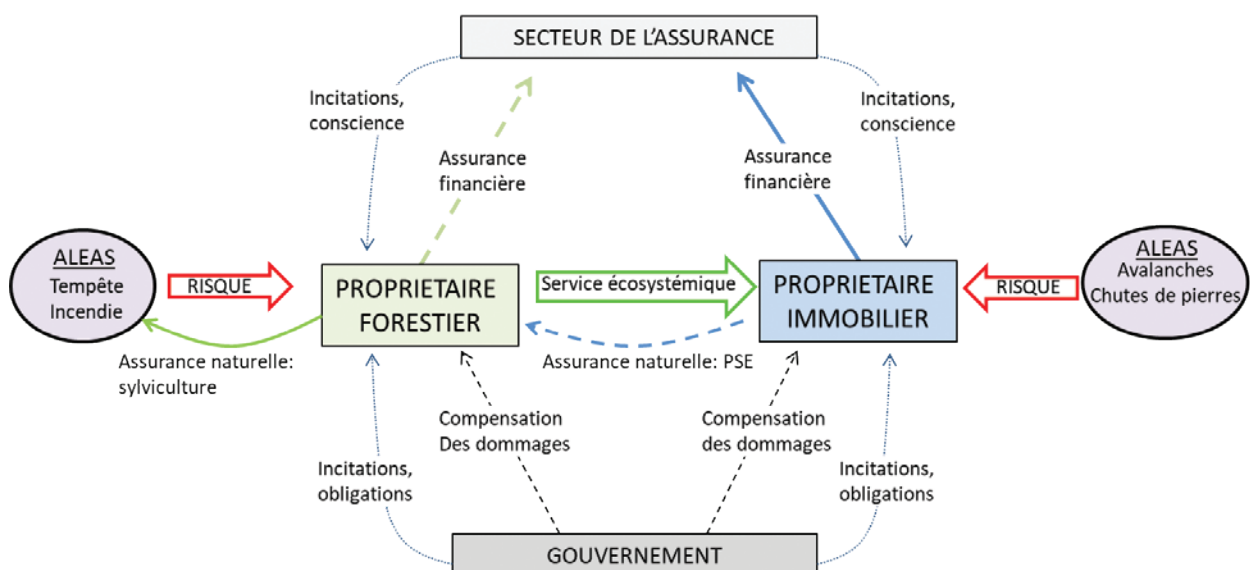 SECTEUR DE L'ASSURANCE
Incitations,
conscience
Incitations,
conscience
Assurance
financière
Assurance
financière
ALEAS
Tempête
Incendie
RISQUE
PROPRIETAIRE
FORESTIER
Service écosystémique
PROPRIETAIRE
IMMOBILIER
RISQUE
ALEAS
Avalanches
Chutes de pierres
Assurance naturelle:
sylviculture
Assurance naturelle: PSE
Compensation
Des dommages
Compensation
des dommages
Incitations,
obligations
Incitations,
obligations
GOUVERNEMENT